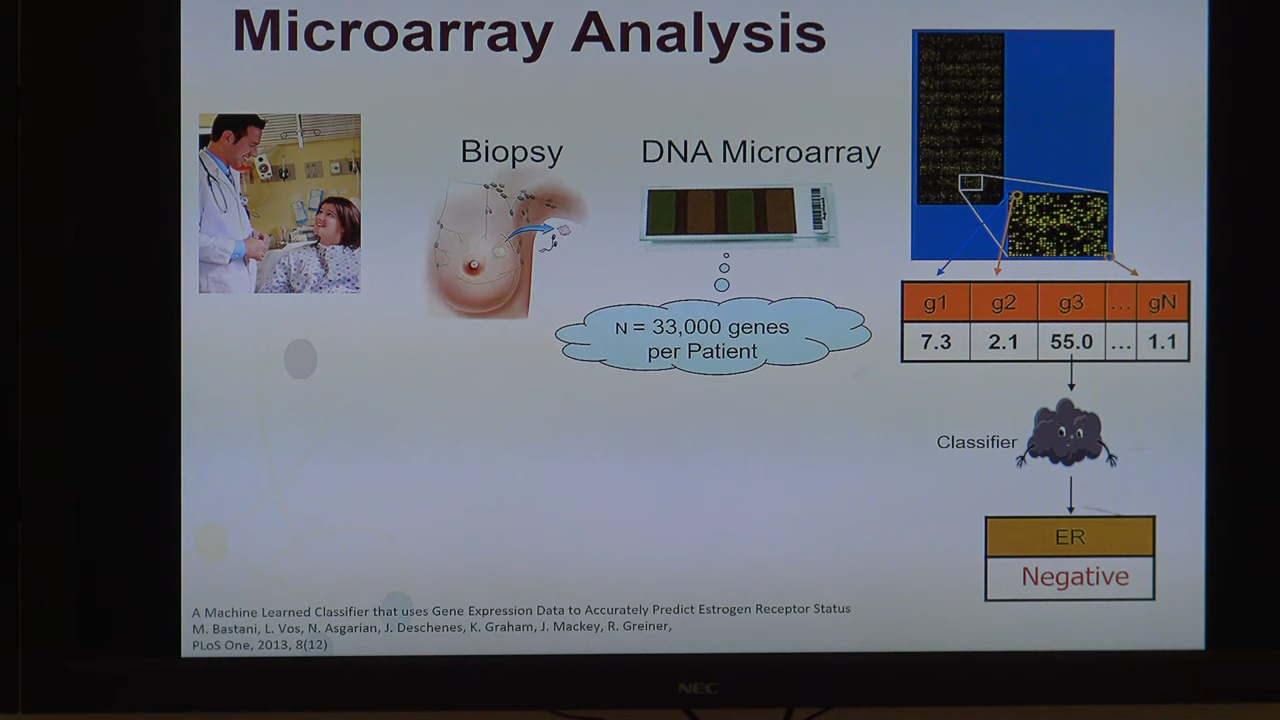 Microarray Analysis
Biopsy
DNA Microarray
N = 33,000 genes
per Patient
g1 g2 g3 ... gN
7.3 2.1 55.0 ... 1.1
Classifier
ER
Negative
A Machine Learned Classifier that uses Gene Expression Data to Accurately Predict Estrogen Receptor Status
M. Bastani, L. Vos, N. Asgarian, J. Deschenes, K. Graham, J. Mackey, R. Greiner,
PLoS One, 2013, 8(12)
NEC